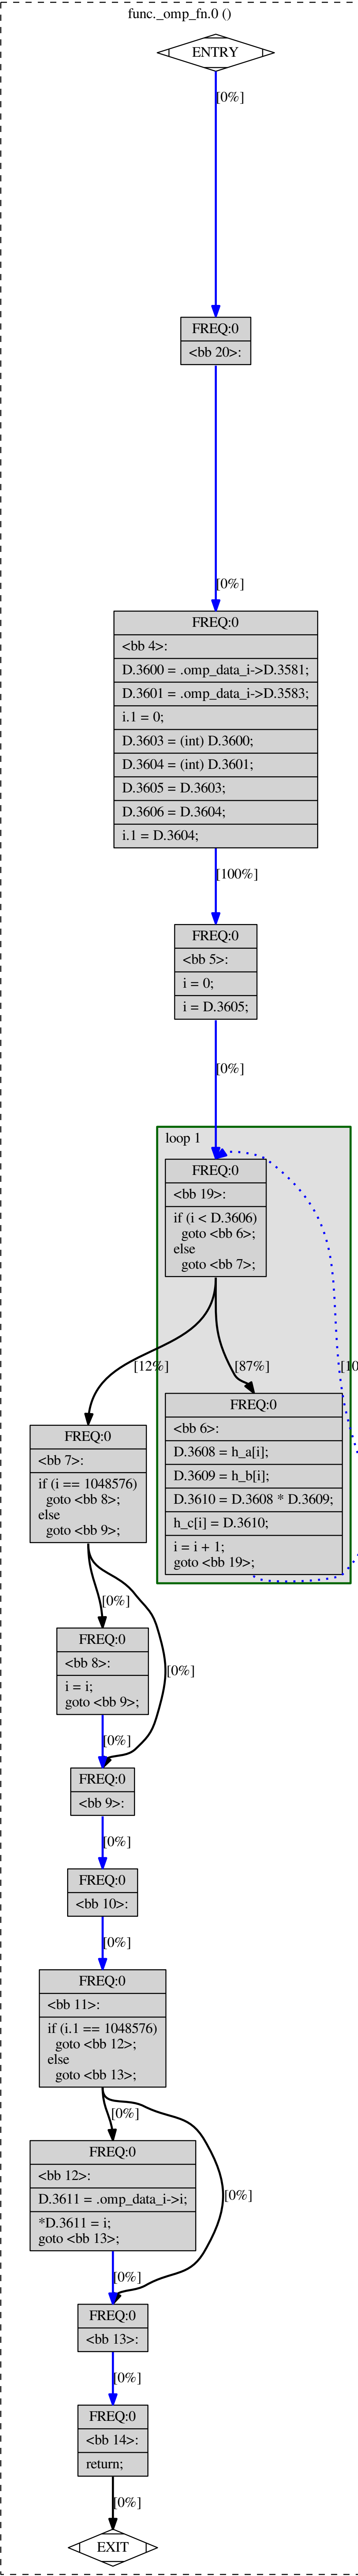 func._omp_fn.0 ()
ENTRY
[0%]
FREQ:0
<bb 20>:
[0%]
FREQ:0
<bb 4>:
D.3600 = .omp_data_i->D.3581;
D.3601 = .omp_data_i->D.3583;
i.1 = 0;
D.3603 = (int) D.3600;
D.3604 = (int) D.3601;
D.3605 = D.3603;
D.3606 = D.3604;
i.1 = D.3604;
[100%]
FREQ:0
<bb 5>:
i = 0;
i = D.3605;
[0%]
loop 1
FREQ:0
<bb 19>:
if (i < D.3606)
goto <bb 6>;
else
goto <bb 7>;
[12%]
[87%]
[10
FREQ:0
<bb 6>:
D.3608 = h_a[i];
D.3609 = h_b[i];
D.3610 = D.3608 * D.3609;
h_c[i] = D.3610;
i = i + 1;
goto <bb 19>;
FREQ:0
<bb 7>:
if (i == 1048576)
goto <bb 8>;
else
goto <bb 9>;
[0%]
[0%]
FREQ:0
<bb 8>:
i = i;
goto <bb 9>;
[0%]
FREQ:0
<bb 9>:
[0%]
FREQ:0
<bb 10>:
[0%]
FREQ:0
<bb 11>:
if (i.1 == 1048576)
goto <bb 12>;
else
goto <bb 13>;
[0%]
[0%]
FREQ:0
<bb 12>:
D.3611 = .omp_data_i->i;
*D.3611 = i;
goto <bb 13>;
[0%]
FREQ:0
<bb 13>:
[0%]
FREQ:0
<bb 14>:
return;
[0%]
EXIT